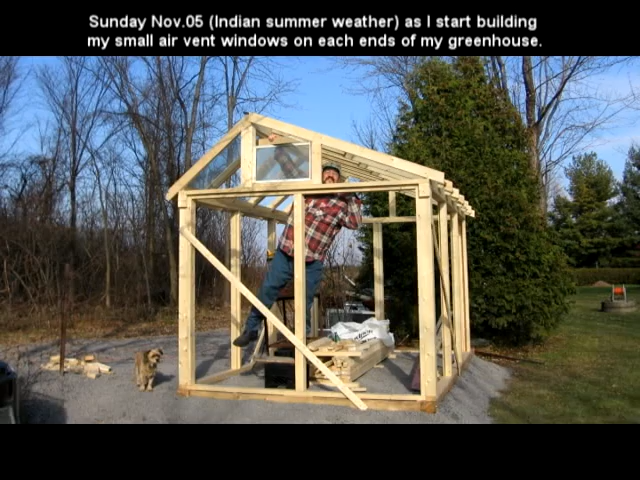 Sunday Nov.05 (Indian summer weather) as I start building
my small air vent windows on each ends of my greenhouse.